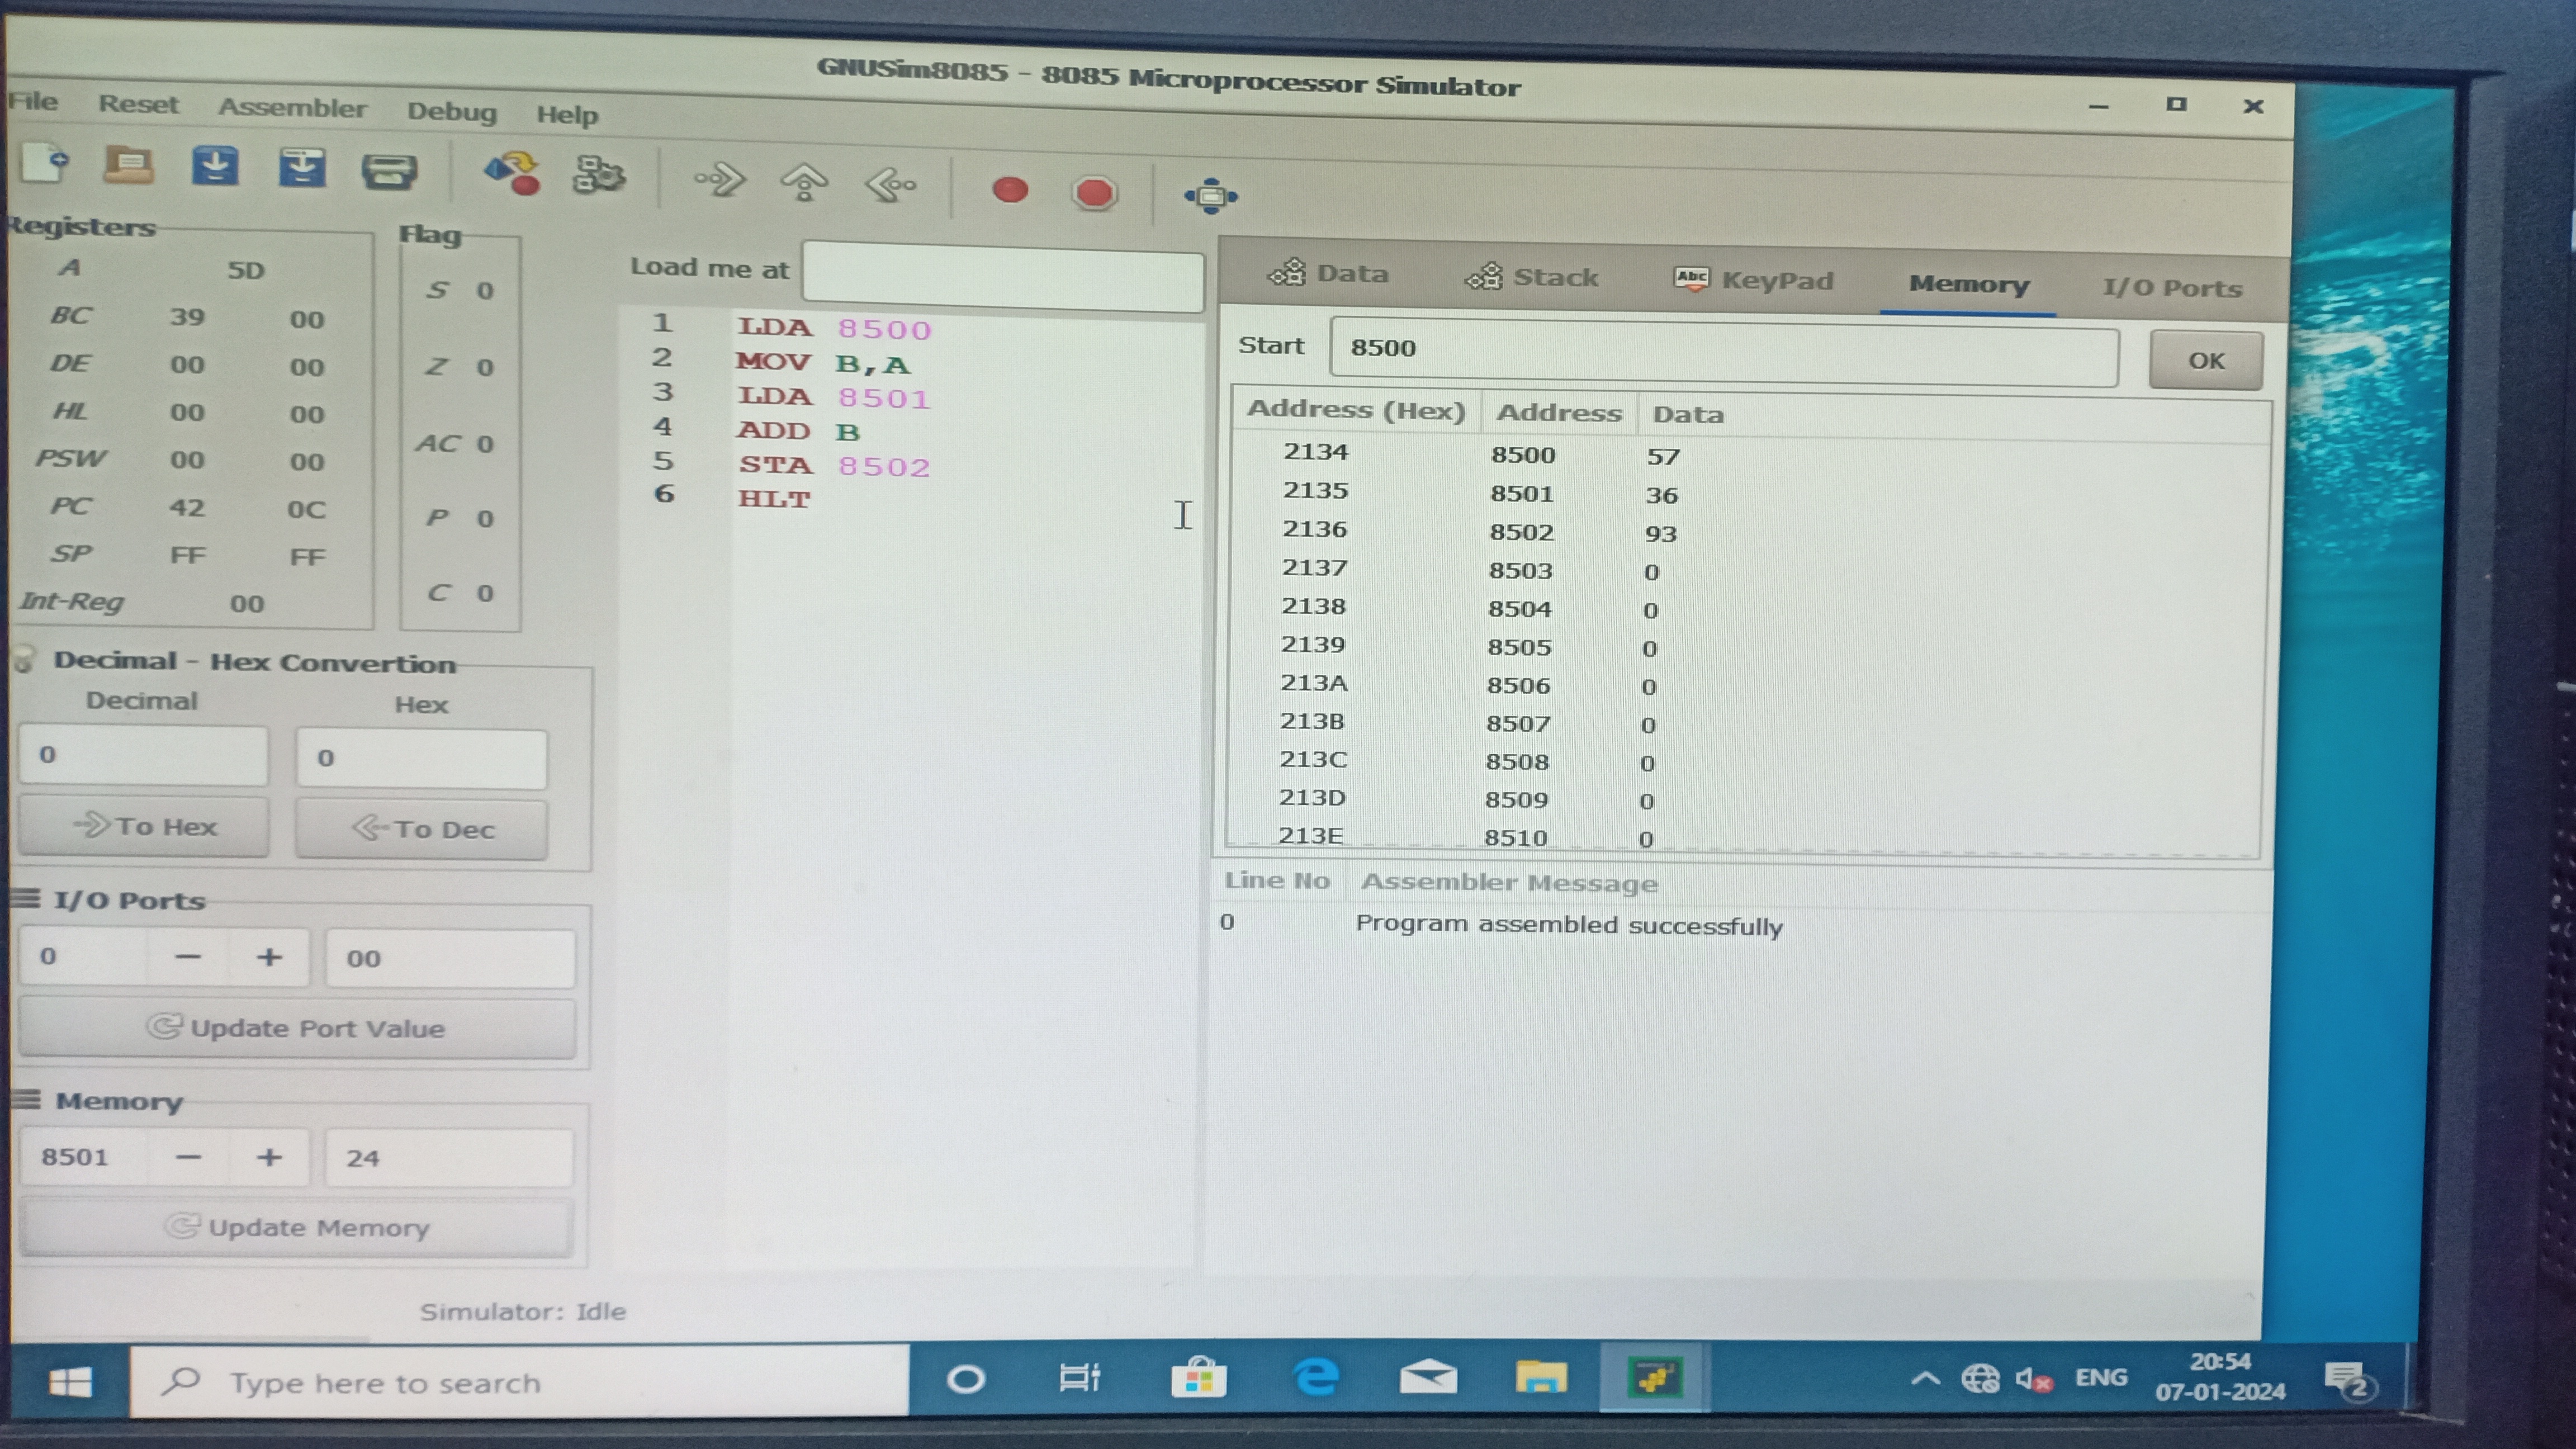 GNUSim8085 - 8085 Microprocessor Simulator
File Reset Assembler Debug Help
Registers
A 5D
BC 39 00
DE 00 00
HL 00 00
PSW 00 00
PC 42 0C
SP FF FF
Int-Reg 00
Flag
S 0
Z 0
AC 0
P 0
C 0
Decimal - Hex Convertion
Decimal Hex
0 0
To Hex To Dec
I/O Ports
0 − + 00
Update Port Value
Memory
8501 − + 24
Update Memory
Load me at
1 LDA 8500
2 MOV B,A
3 LDA 8501
4 ADD B
5 STA 8502
6 HLT
Data Stack Abc KeyPad Memory I/O Ports
Start 8500 OK
Address (Hex) Address Data
2134 8500 57
2135 8501 36
2136 8502 93
2137 8503 0
2138 8504 0
2139 8505 0
213A 8506 0
213B 8507 0
213C 8508 0
213D 8509 0
213E 8510 0
Line No Assembler Message
0 Program assembled successfully
Simulator: Idle
Type here to search
ENG
20:54
07-01-2024
2